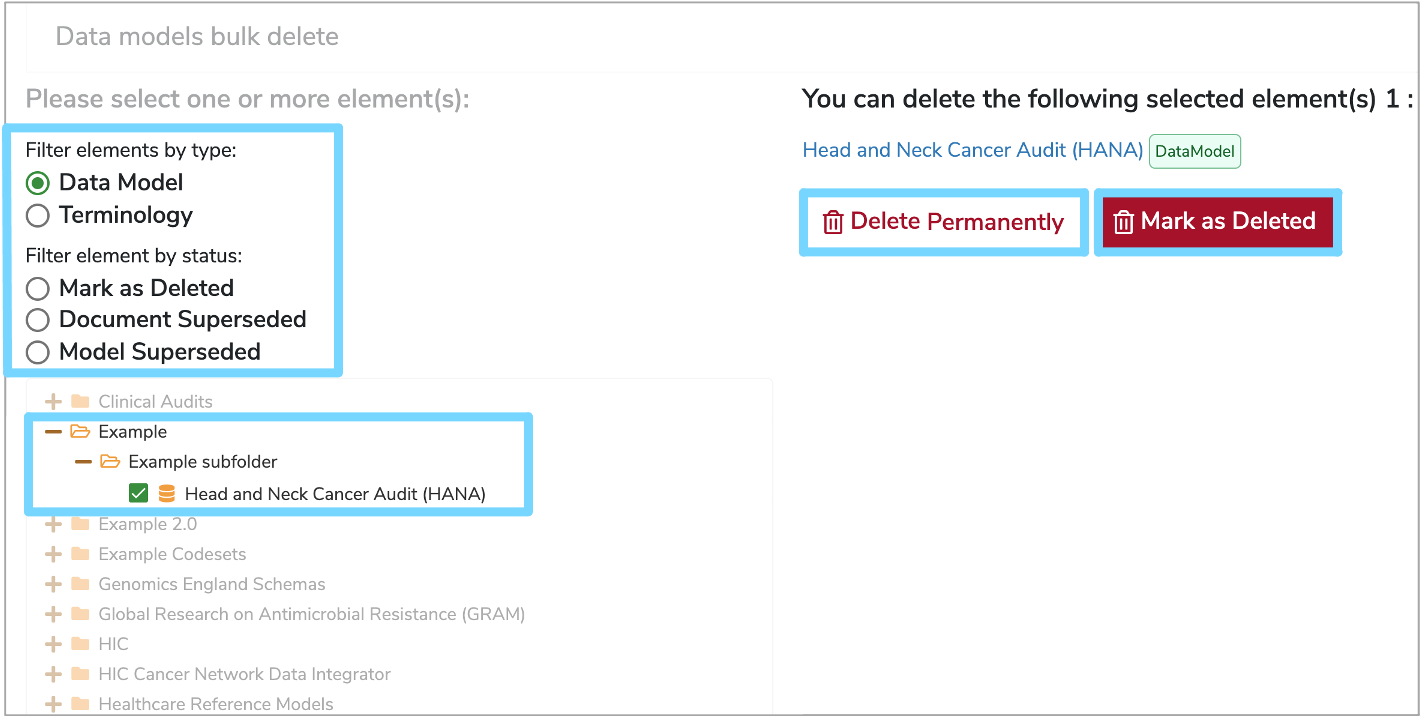 Data models bulk delete
Please select one or more element(s):
Filter elements by type:
Data Model
Terminology
Filter element by status:
Mark as Deleted
Document Superseded
Model Superseded
Clinical Audits
Example
Example subfolder
Head and Neck Cancer Audit (HANA)
Example 2.0
Example Codesets
Genomics England Schemas
Global Research on Antimicrobial Resistance (GRAM)
HIC
HIC Cancer Network Data Integrator
Healthcare Reference Models
You can delete the following selected element(s) 1 :
Head and Neck Cancer Audit (HANA) DataModel
Delete Permanently Mark as Deleted